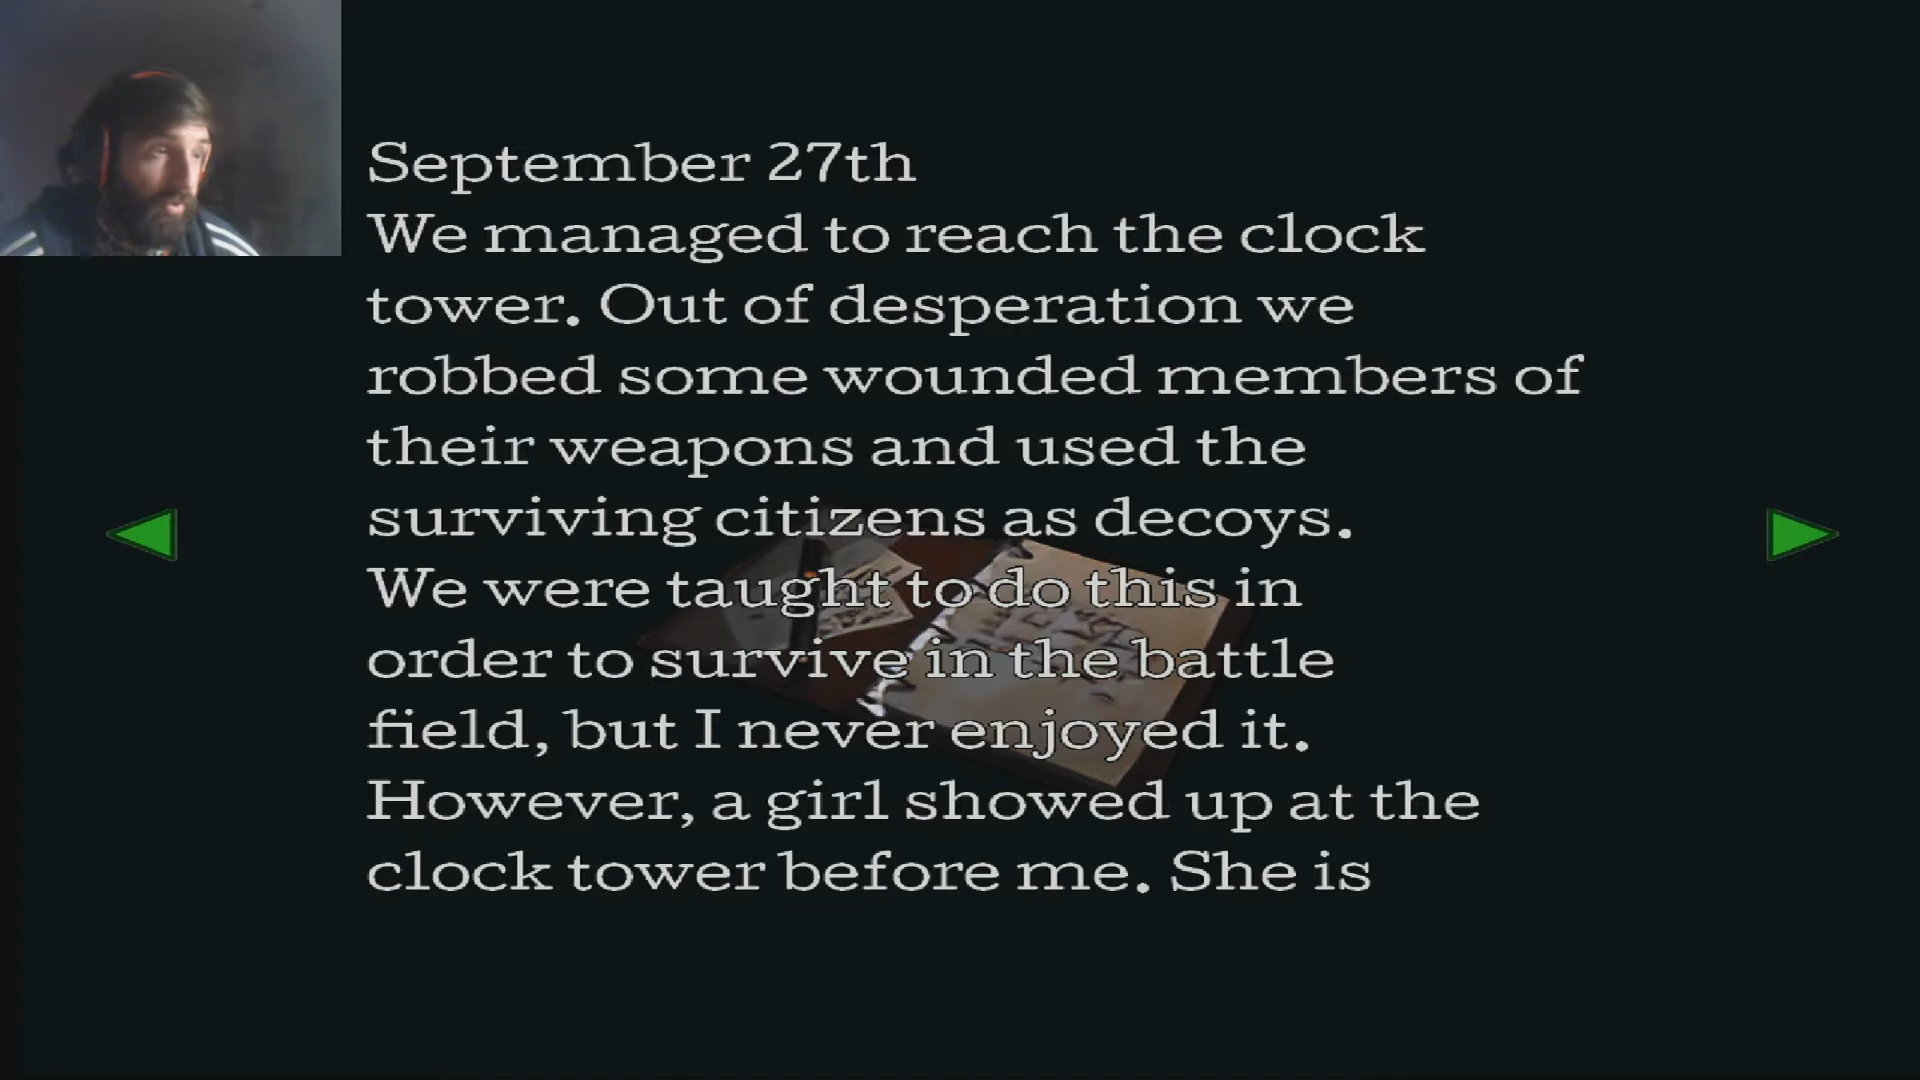 September 27th
We managed to reach the clock
tower. Out of desperation we
robbed some wounded members of
their weapons and used the
surviving citizens as decoys.
We were taught to do this in
order to survive in the battle
field, but I never enjoyed it.
However, a girl showed up at the
clock tower before me. She is